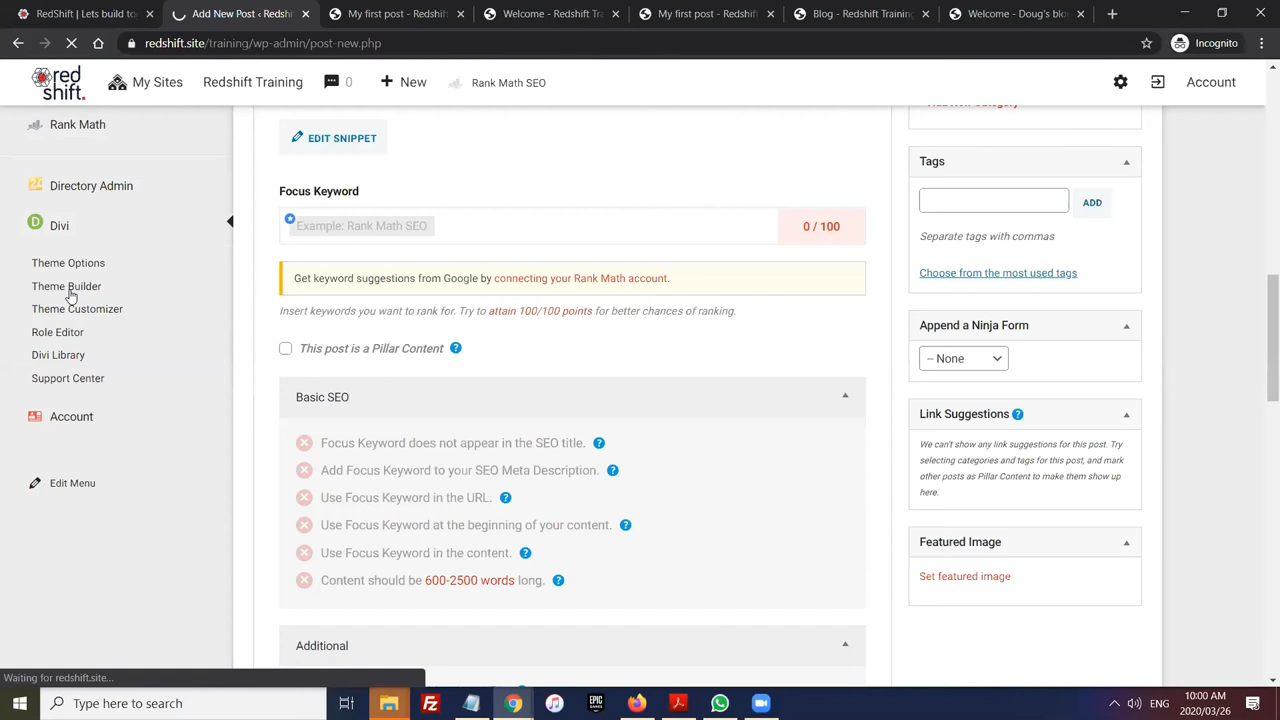 RedShift | Lets build to
Add New Post ‹ Redshift
My first post - Redshift
Welcome - Redshift Tr
My first post - Redshift
Blog - Redshift Training
Welcome - Doug's blog
redshift.site/training/wp-admin/post-new.php
Incognito
red shift.
My Sites
Redshift Training
0
New
Rank Math SEO
Account
Rank Math
Directory Admin
Divi
Theme Options
Theme Builder
Theme Customizer
Role Editor
Divi Library
Support Center
Account
Edit Menu
EDIT SNIPPET
Focus Keyword
Example: Rank Math SEO
0 / 100
Get keyword suggestions from Google by connecting your Rank Math account.
Insert keywords you want to rank for. Try to attain 100/100 points for better chances of ranking.
This post is a Pillar Content
Basic SEO
Focus Keyword does not appear in the SEO title.
Add Focus Keyword to your SEO Meta Description.
Use Focus Keyword in the URL.
Use Focus Keyword at the beginning of your content.
Use Focus Keyword in the content.
Content should be 600-2500 words long.
Additional
Tags
ADD
Separate tags with commas
Choose from the most used tags
Append a Ninja Form
-- None
Link Suggestions
We can't show any link suggestions for this post. Try
selecting categories and tags for this post, and mark
other posts as Pillar Content to make them show up
here.
Featured Image
Set featured image
Waiting for redshift.site...
Type here to search
EPIC GAMES
10:00 AM
2020/03/26